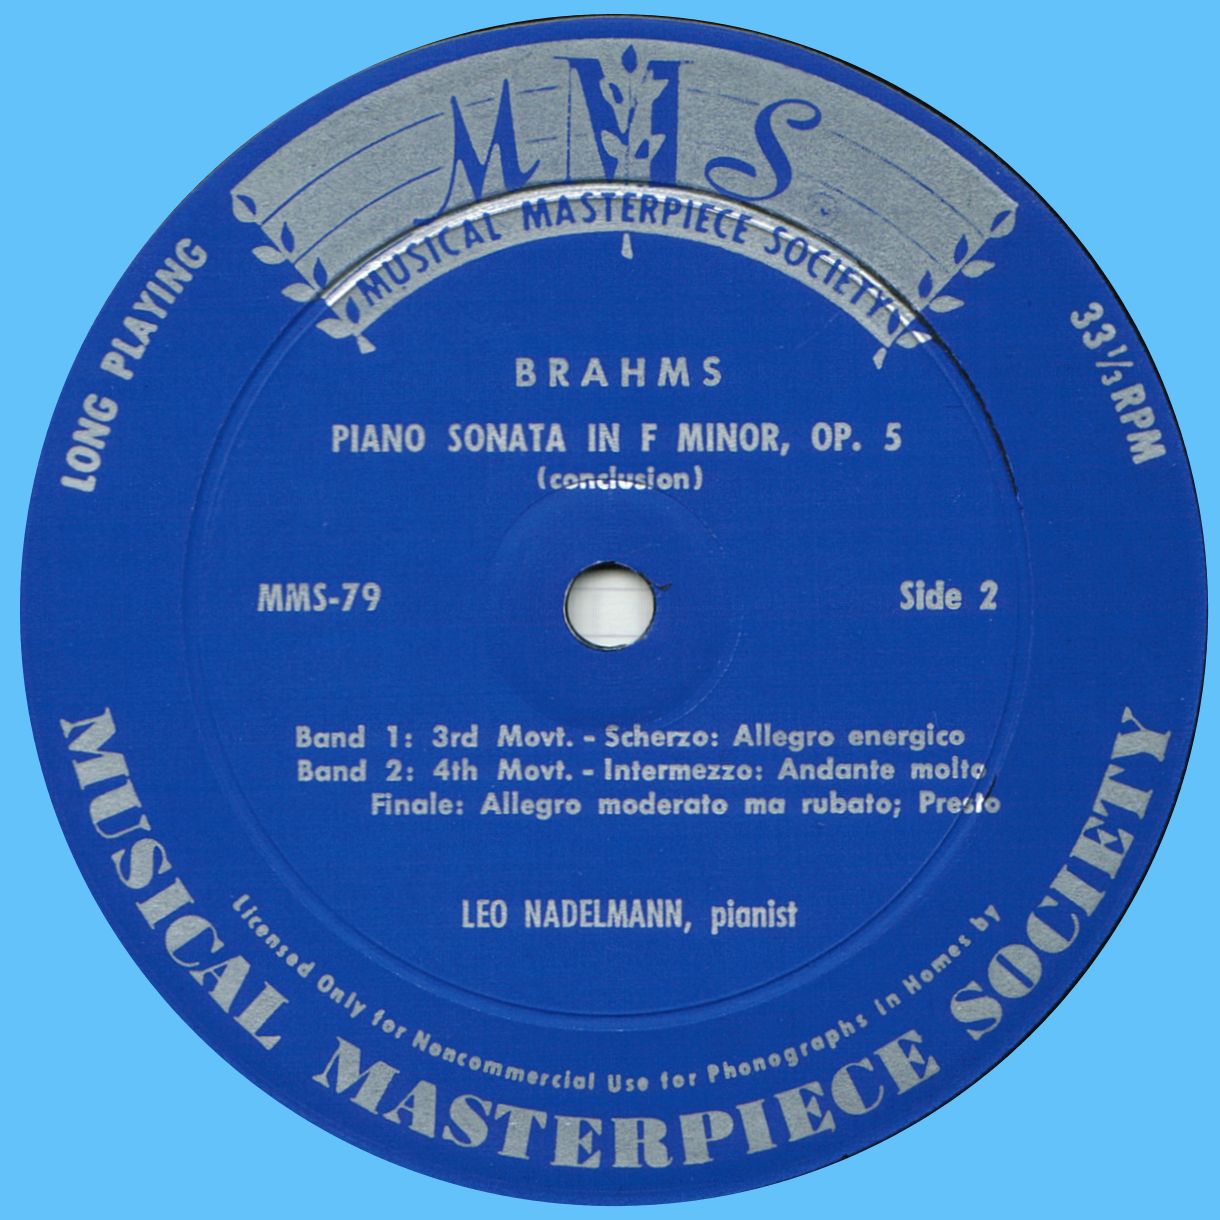 MMS
MUSICAL MASTERPIECE SOCIETY
LONG PLAYING
33 1/3 RPM
BRAHMS
PIANO SONATA IN F MINOR, OP. 5
(conclusion)
MMS-79
Side 2
Band 1: 3rd Movt. - Scherzo: Allegro energico
Band 2: 4th Movt. - Intermezzo: Andante molto
Finale: Allegro moderato ma rubato; Presto
LEO NADELMANN, pianist
Licensed Only for Noncommercial Use for Phonographs in Homes by
MUSICAL MASTERPIECE SOCIETY